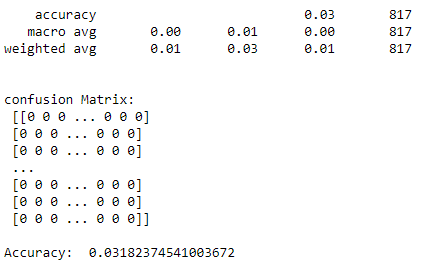 accuracy 0.03 817
macro avg 0.00 0.01 0.00 817
weighted avg 0.01 0.03 0.01 817
confusion Matrix:
[[0 0 0 ... 0 0 0]
[0 0 0 ... 0 0 0]
[0 0 0 ... 0 0 0]
...
[0 0 0 ... 0 0 0]
[0 0 0 ... 0 0 0]
[0 0 0 ... 0 0 0]]
Accuracy: 0.03182374541003672